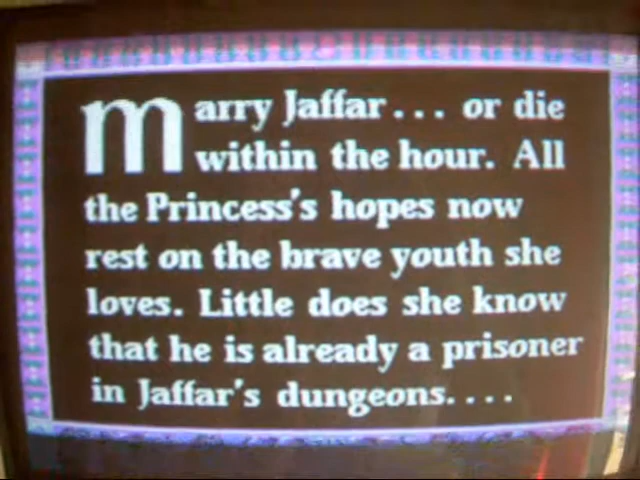 Marry Jaffar... or die
within the hour. All
the Princess's hopes now
rest on the brave youth she
loves. Little does she know
that he is already a prisoner
in Jaffar's dungeons....